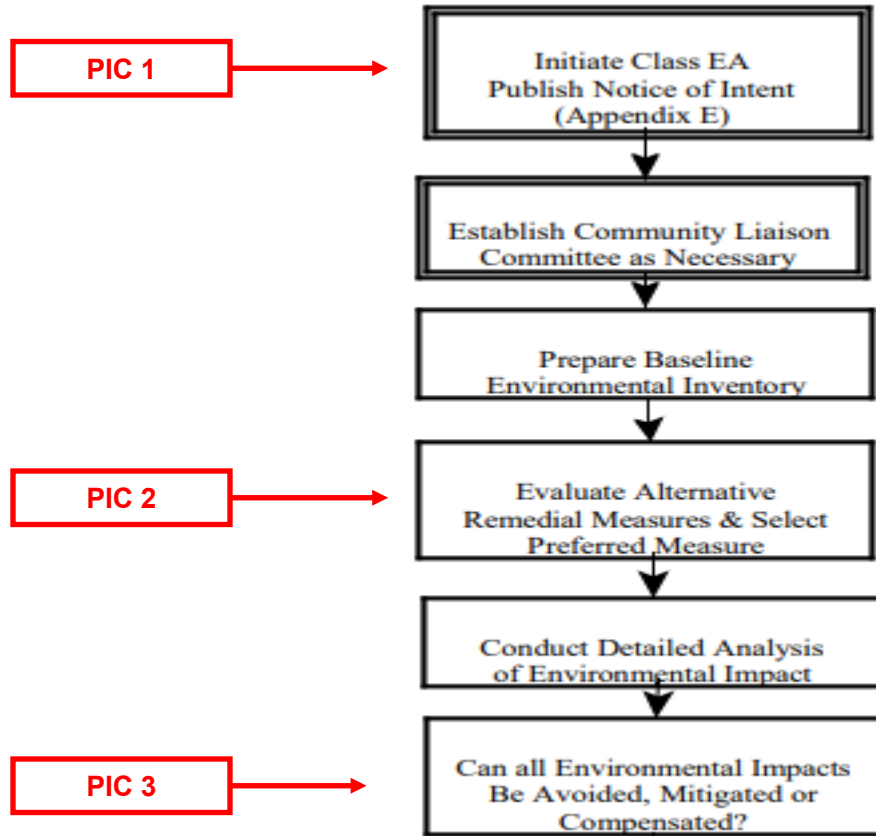 PIC 1
Initiate Class EA
Publish Notice of Intent
(Appendix E)
Establish Community Liaison
Committee as Necessary
Prepare Baseline
Environmental Inventory
PIC 2
Evaluate Alternative
Remedial Measures & Select
Preferred Measure
Conduct Detailed Analysis
of Environmental Impact
PIC 3
Can all Environmental Impacts
Be Avoided, Mitigated or
Compensated?